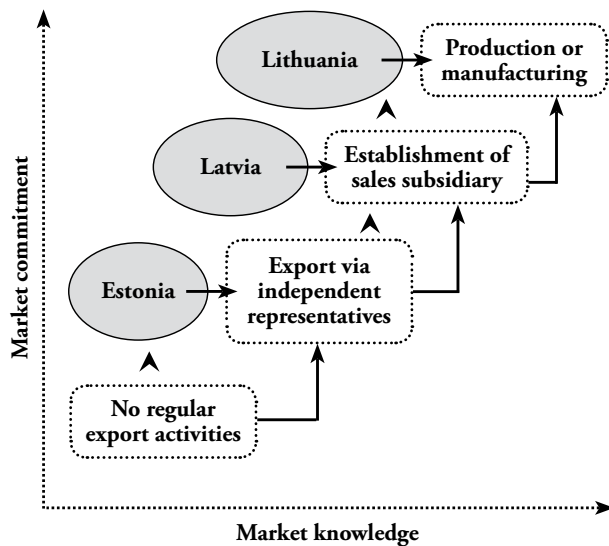 Market commitment
Lithuania
Production or
manufacturing
Latvia
Establishment of
sales subsidiary
Estonia
Export via
independent
representatives
No regular
export activities
Market knowledge